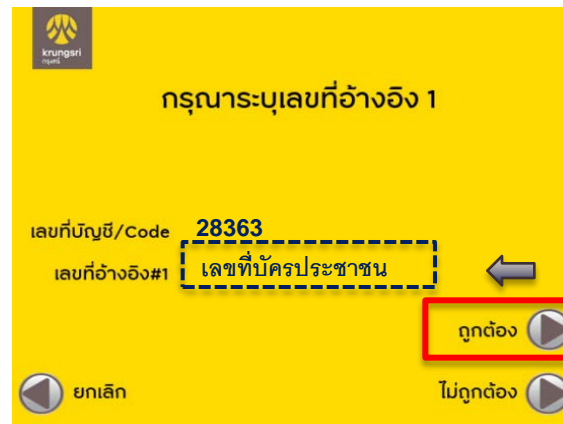 krungsri
กรุงศรี
กรุณาระบุเลขที่อ้างอิง 1
เลขที่บัญชี/Code 28363
เลขที่อ้างอิง#1 เลขที่บัครประชาชน
ถูกต้อง
ยกเลิก ไม่ถูกต้อง